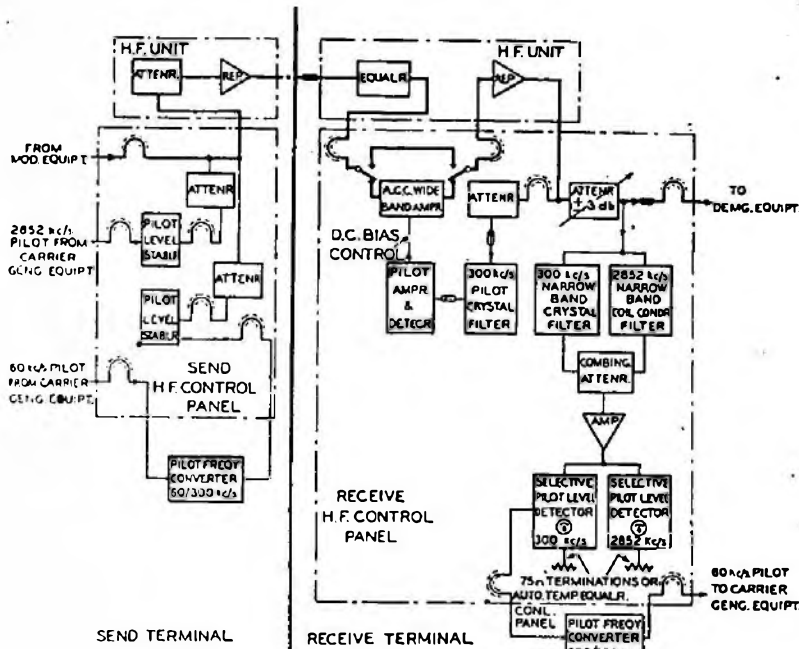 H.F. UNIT
ATTENR.
REP
FROM
MOD. EQUIPT
ATTENR
2852 kc/s
PILOT FROM
CARRIER
GENG EQUIPT
PILOT
LEVEL
STABLR
ATTENR
PILOT
LEVEL
STABLR
60 kc/s PILOT
FROM CARRIER
GENG. EQUIPT.
SEND
H.F. CONTROL
PANEL
PILOT FREQY
CONVERTER
60/300 kc/s
SEND TERMINAL
H.F. UNIT
EQUALR.
REP
A.G.C. WIDE
BAND AMPR.
ATTENR
ATTENR
± 3 db
TO
DEMG. EQUIPT
D.C. BIAS
CONTROL
PILOT
AMPR
&
DETECR
300 kc/s
PILOT
CRYSTAL
FILTER
300 kc/s
NARROW
BAND
CRYSTAL
FILTER
2852 kc/s
NARROW
BAND
COIL CONDR
FILTER
COMBING.
ATTENR.
AMP
SELECTIVE
PILOT LEVEL
DETECTOR
300 kc/s
SELECTIVE
PILOT LEVEL
DETECTOR
2852 kc/s
RECEIVE
H.F. CONTROL
PANEL
75Ω TERMINATIONS OR
AUTO. TEMP EQUALR.
CONL.
PANEL
60 kc/s PILOT
TO CARRIER
GENG. EQUIPT.
PILOT FREQY
CONVERTER
RECEIVE TERMINAL